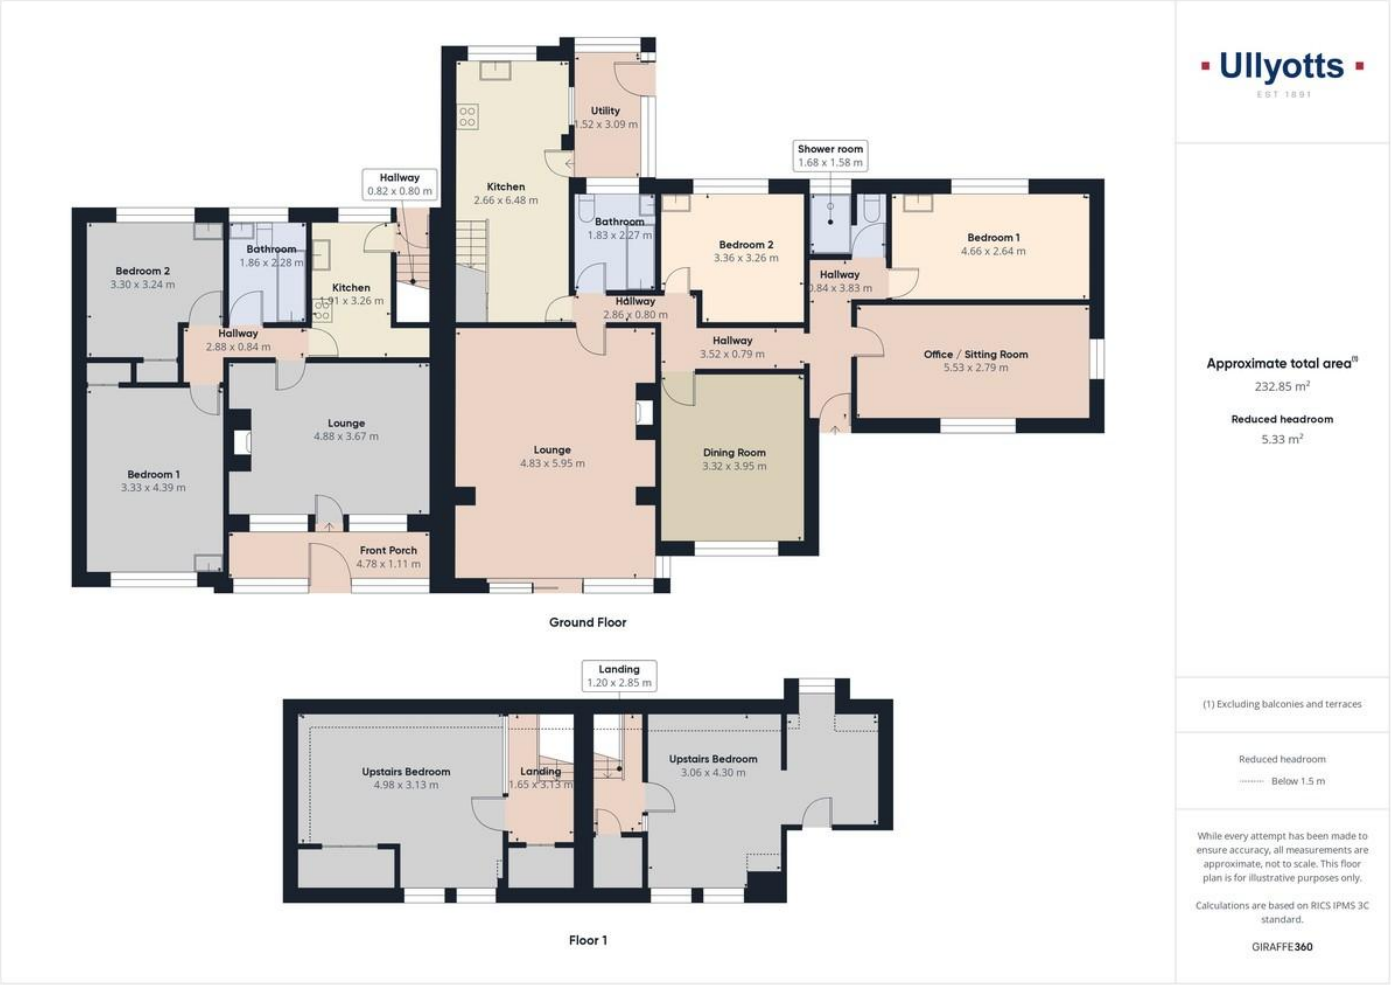 Ullyotts
EST 1891
Utility
1.52 x 3.09 m
Shower room
1.68 x 1.58 m
Hallway
0.82 x 0.80 m
Kitchen
2.66 x 6.48 m
Bathroom
1.83 x 2.27 m
Bedroom 2
3.36 x 3.26 m
Bedroom 1
4.66 x 2.64 m
Bathroom
1.86 x 2.28 m
Bedroom 2
3.30 x 3.24 m
Kitchen
1.91 x 3.26 m
Hallway
0.84 x 3.83 m
Hallway
2.86 x 0.80 m
Hallway
2.88 x 0.84 m
Hallway
3.52 x 0.79 m
Office / Sitting Room
5.53 x 2.79 m
Lounge
4.88 x 3.67 m
Lounge
4.83 x 5.95 m
Dining Room
3.32 x 3.95 m
Bedroom 1
3.33 x 4.39 m
Front Porch
4.78 x 1.11 m
Ground Floor
Landing
1.20 x 2.85 m
Upstairs Bedroom
4.98 x 3.13 m
Landing
1.65 x 3.13 m
Upstairs Bedroom
3.06 x 4.30 m
Floor 1
Approximate total area(1)
232.85 m²
Reduced headroom
5.33 m²
(1) Excluding balconies and terraces
Reduced headroom
Below 1.5 m
While every attempt has been made to
ensure accuracy, all measurements are
approximate, not to scale. This floor
plan is for illustrative purposes only.
Calculations are based on RICS IPMS 3C
standard.
GIRAFFE360